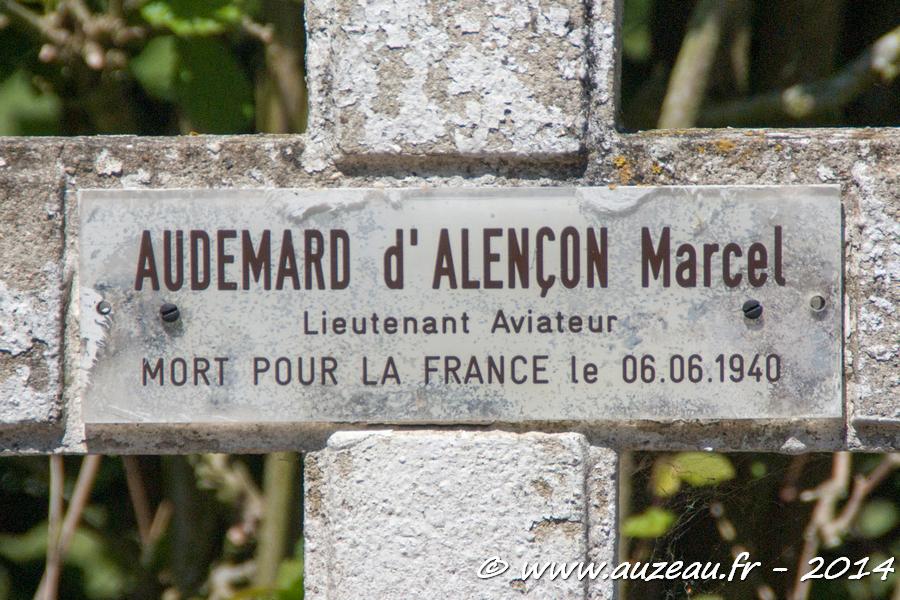 AUDEMARD d'ALENÇON Marcel
Lieutenant Aviateur
MORT POUR LA FRANCE le 06.06.1940
© www.auzeau.fr - 2014